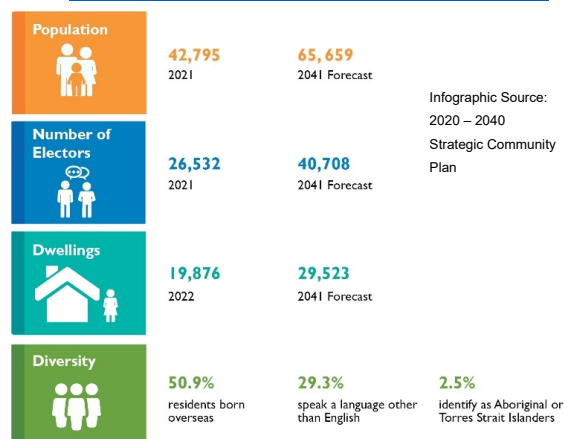 Population
42,795
65,659
2021
2041 Forecast
Infographic Source:
2020 – 2040
Strategic Community
Plan
Number of
Electors
26,532
40,708
2021
2041 Forecast
Dwellings
19,876
29,523
2022
2041 Forecast
Diversity
50.9%
29.3%
2.5%
residents born
overseas
speak a language other
than English
identify as Aboriginal or
Torres Strait Islanders